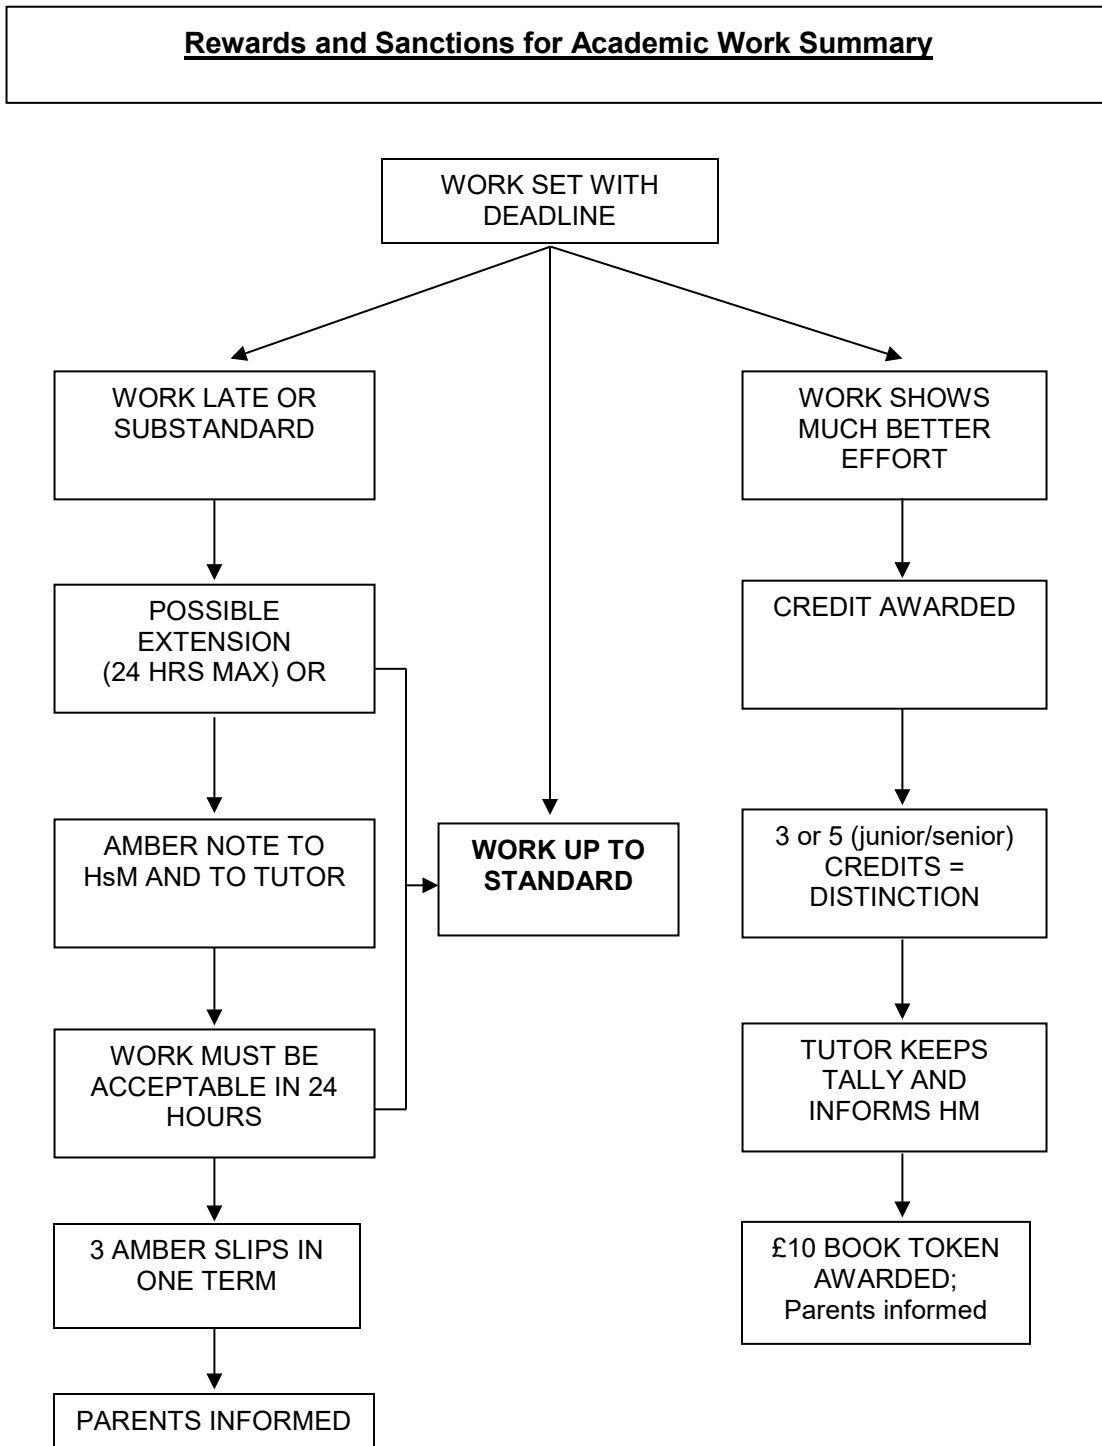 Rewards and Sanctions for Academic Work Summary
WORK SET WITH
DEADLINE
WORK LATE OR
SUBSTANDARD
WORK SHOWS
MUCH BETTER
EFFORT
POSSIBLE
EXTENSION
(24 HRS MAX) OR
CREDIT AWARDED
AMBER NOTE TO
HsM AND TO TUTOR
WORK UP TO
STANDARD
3 or 5 (junior/senior)
CREDITS =
DISTINCTION
WORK MUST BE
ACCEPTABLE IN 24
HOURS
TUTOR KEEPS
TALLY AND
INFORMS HM
3 AMBER SLIPS IN
ONE TERM
£10 BOOK TOKEN
AWARDED;
Parents informed
PARENTS INFORMED